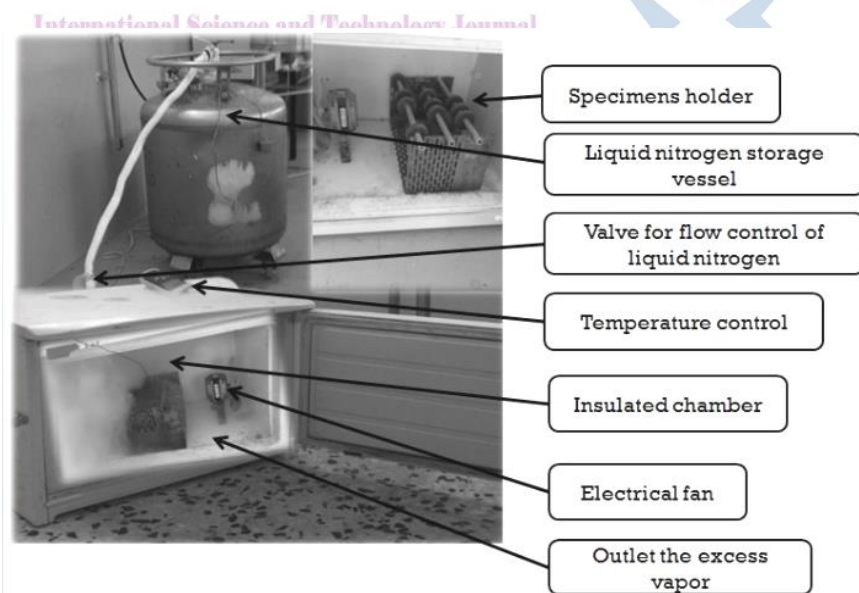 International Science and Technology Journal
Specimens holder
Liquid nitrogen storage
vessel
Valve for flow control of
liquid nitrogen
Temperature control
Insulated chamber
Electrical fan
Outlet the excess
vapor